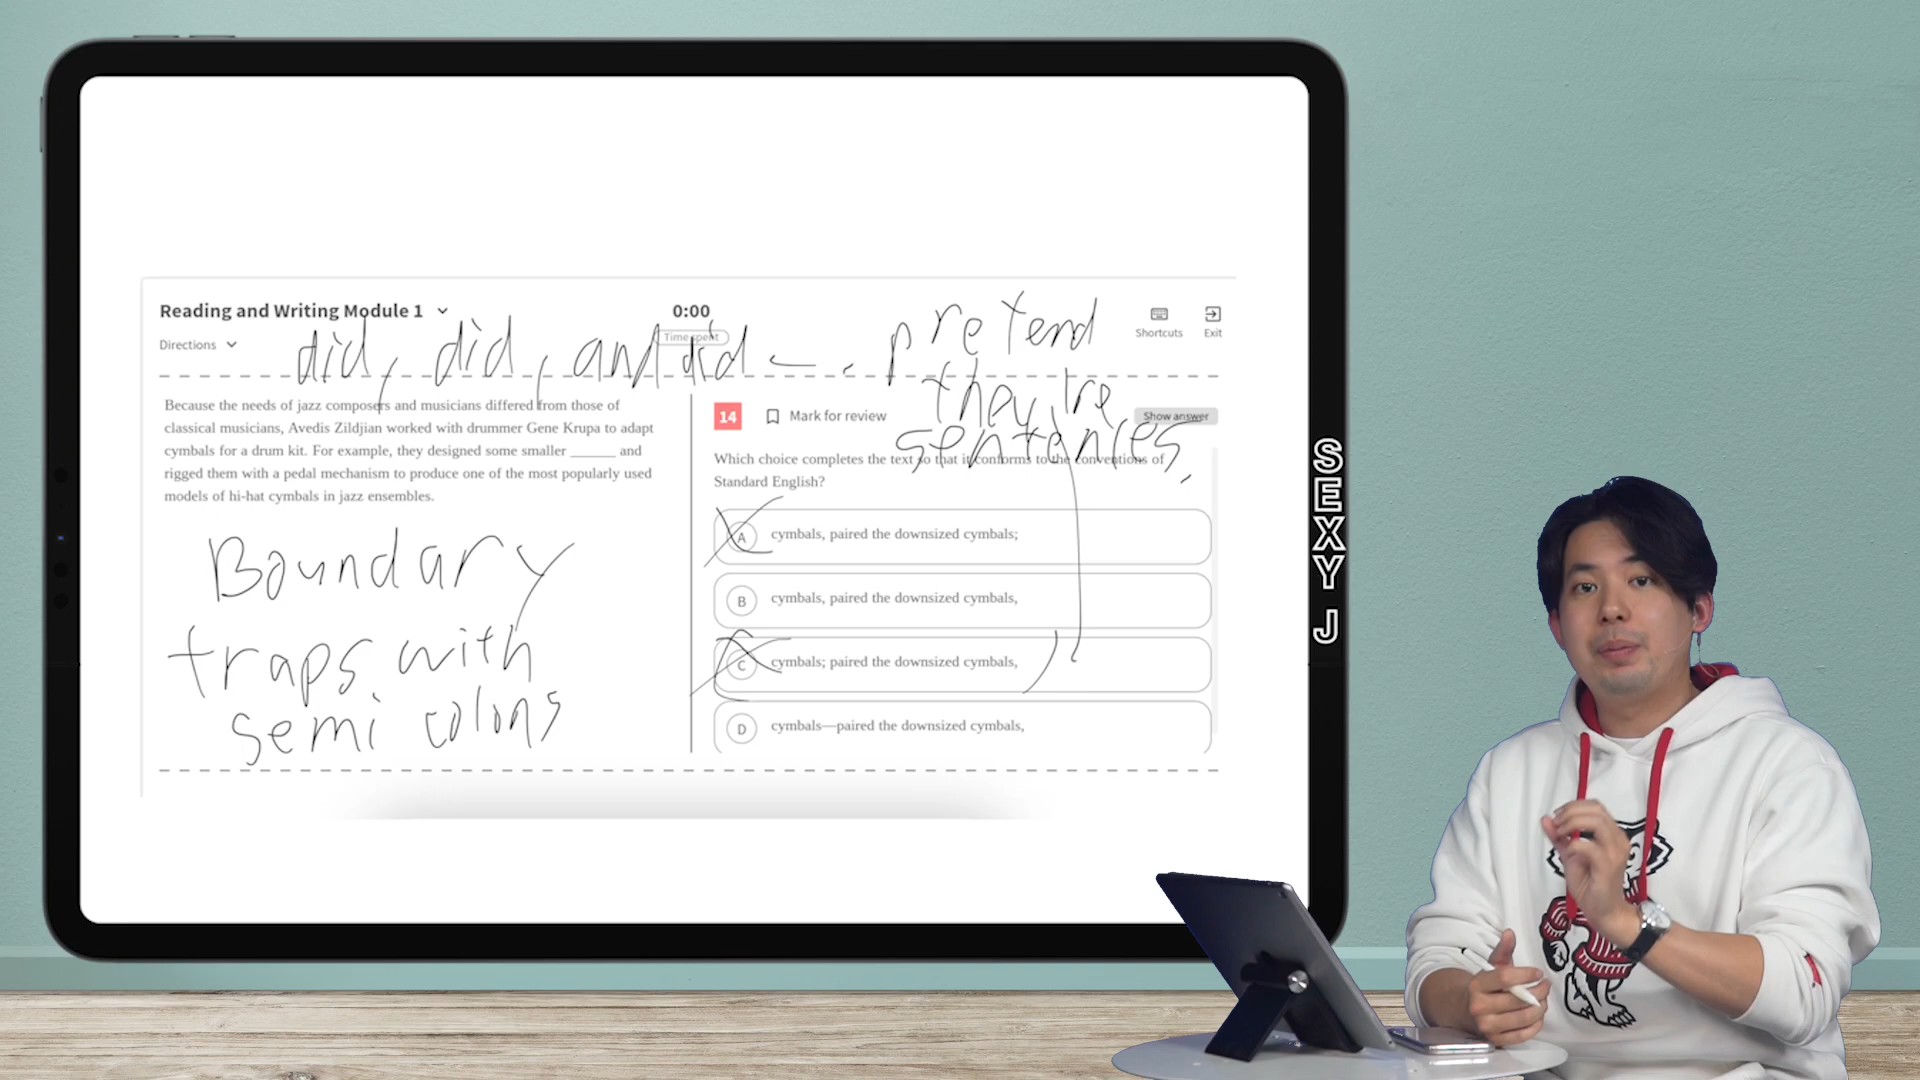 Reading and Writing Module 1
0:00
Directions
Time spent
Shortcuts
Exit
did, did, and did
pretend
they're
sentences,
Because the needs of jazz composers and musicians differed from those of
classical musicians, Avedis Zildjian worked with drummer Gene Krupa to adapt
cymbals for a drum kit. For example, they designed some smaller ______ and
rigged them with a pedal mechanism to produce one of the most popularly used
models of hi-hat cymbals in jazz ensembles.
Boundary
traps with
semi colons
14
Mark for review
Show answer
Which choice completes the text so that it conforms to the conventions of
Standard English?
A cymbals, paired the downsized cymbals;
B cymbals, paired the downsized cymbals,
C cymbals; paired the downsized cymbals,
D cymbals—paired the downsized cymbals,
SEXY J